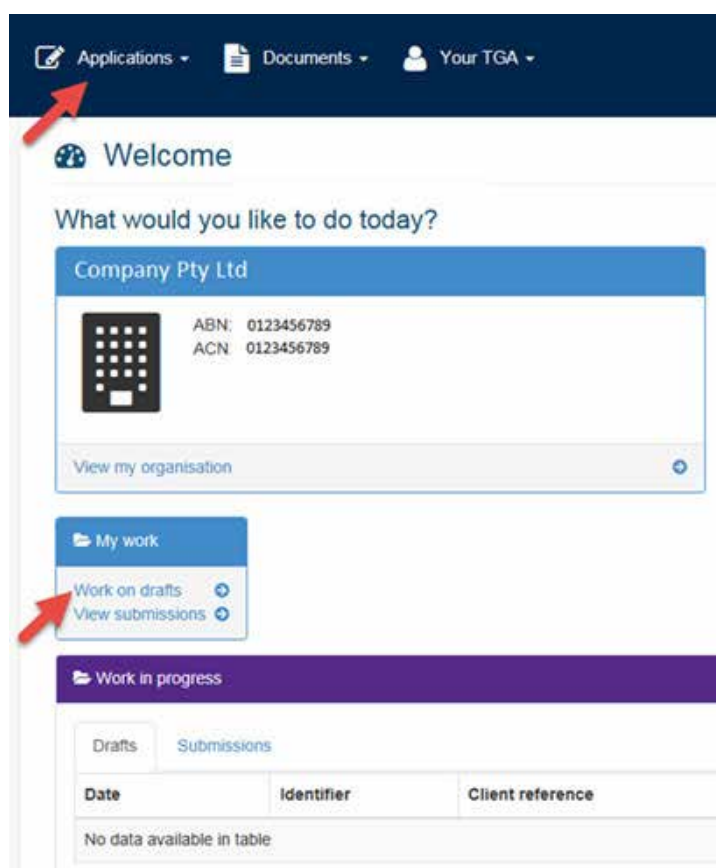 Applications Documents Your TGA
Welcome
What would you like to do today?
Company Pty Ltd
ABN: 0123456789
ACN: 0123456789
View my organisation
My work
Work on drafts
View submissions
Work in progress
Drafts Submissions
Date Identifier Client reference
No data available in table